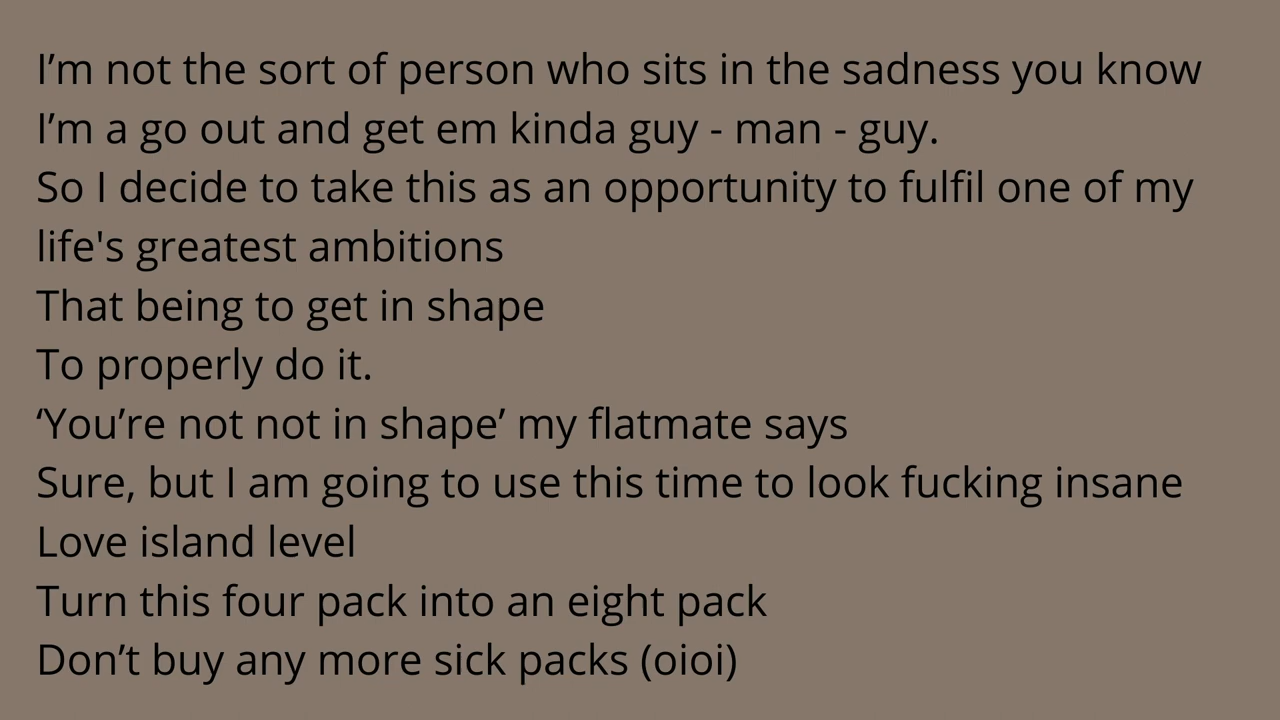 I’m not the sort of person who sits in the sadness you know
I’m a go out and get em kinda guy - man - guy.
So I decide to take this as an opportunity to fulfil one of my
life's greatest ambitions
That being to get in shape
To properly do it.
‘You’re not not in shape’ my flatmate says
Sure, but I am going to use this time to look fucking insane
Love island level
Turn this four pack into an eight pack
Don’t buy any more sick packs (oioi)